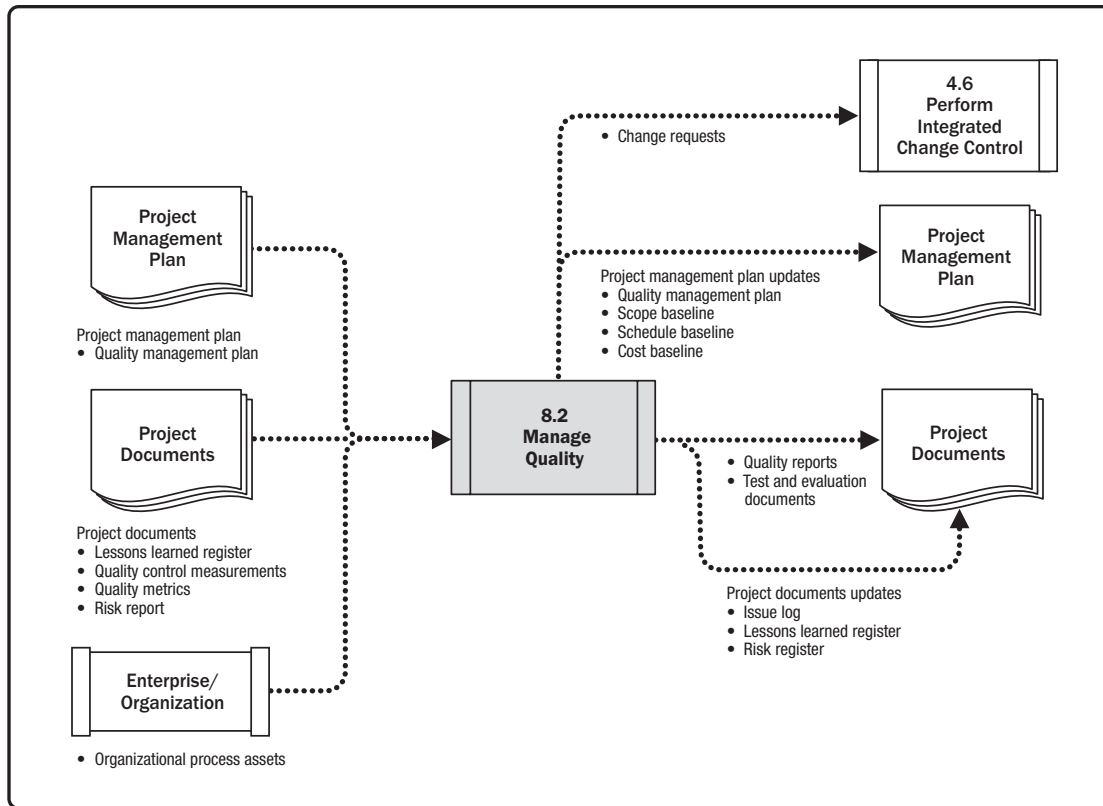 4.6
Perform
Integrated
Change Control
• Change requests
Project
Management
Plan
Project
Management
Plan
Project management plan updates
• Quality management plan
• Scope baseline
• Schedule baseline
• Cost baseline
Project management plan
• Quality management plan
8.2
Manage
Quality
Project
Documents
Project
Documents
• Quality reports
• Test and evaluation
documents
Project documents
• Lessons learned register
• Quality control measurements
• Quality metrics
• Risk report
Project documents updates
• Issue log
• Lessons learned register
• Risk register
Enterprise/
Organization
• Organizational process assets